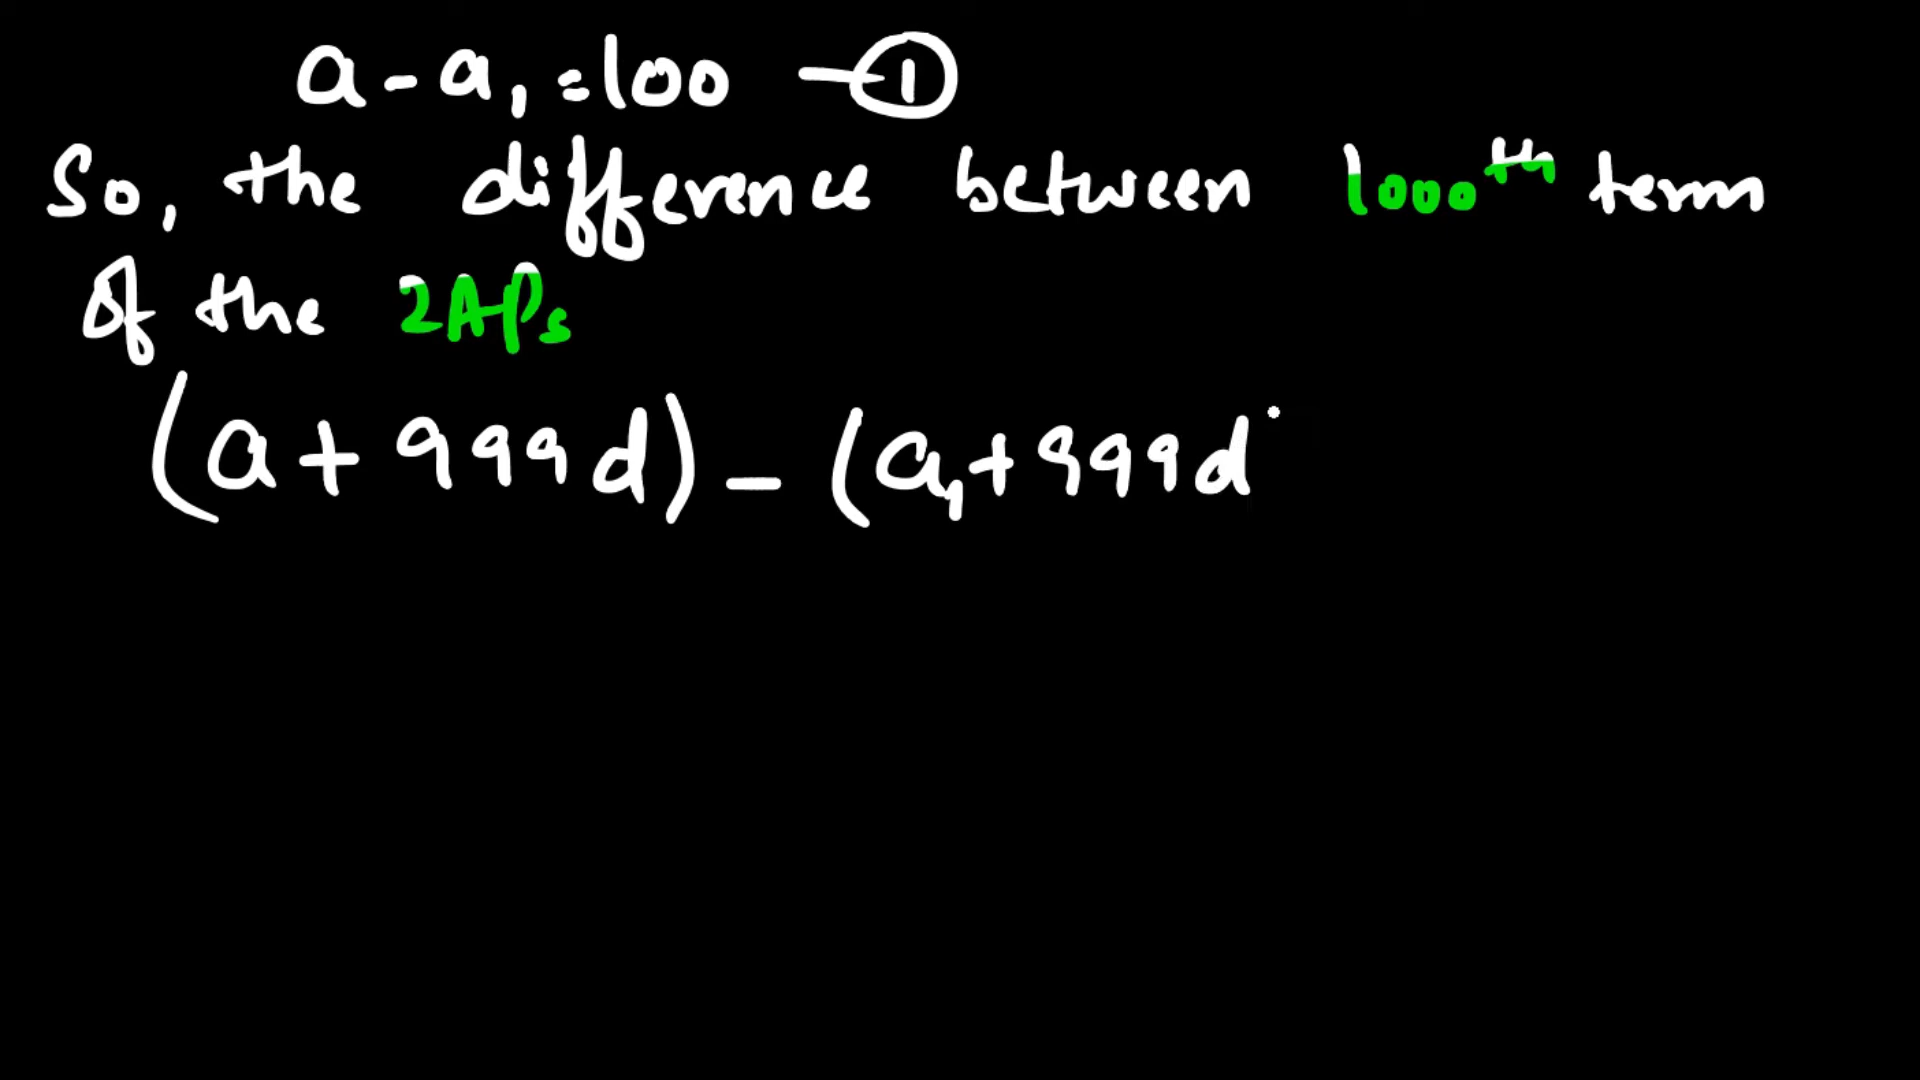 a - a₁ = 100 — ①
So, the difference between 1000th term
of the 2APs
(a + 999d) - (a₁ + 999d